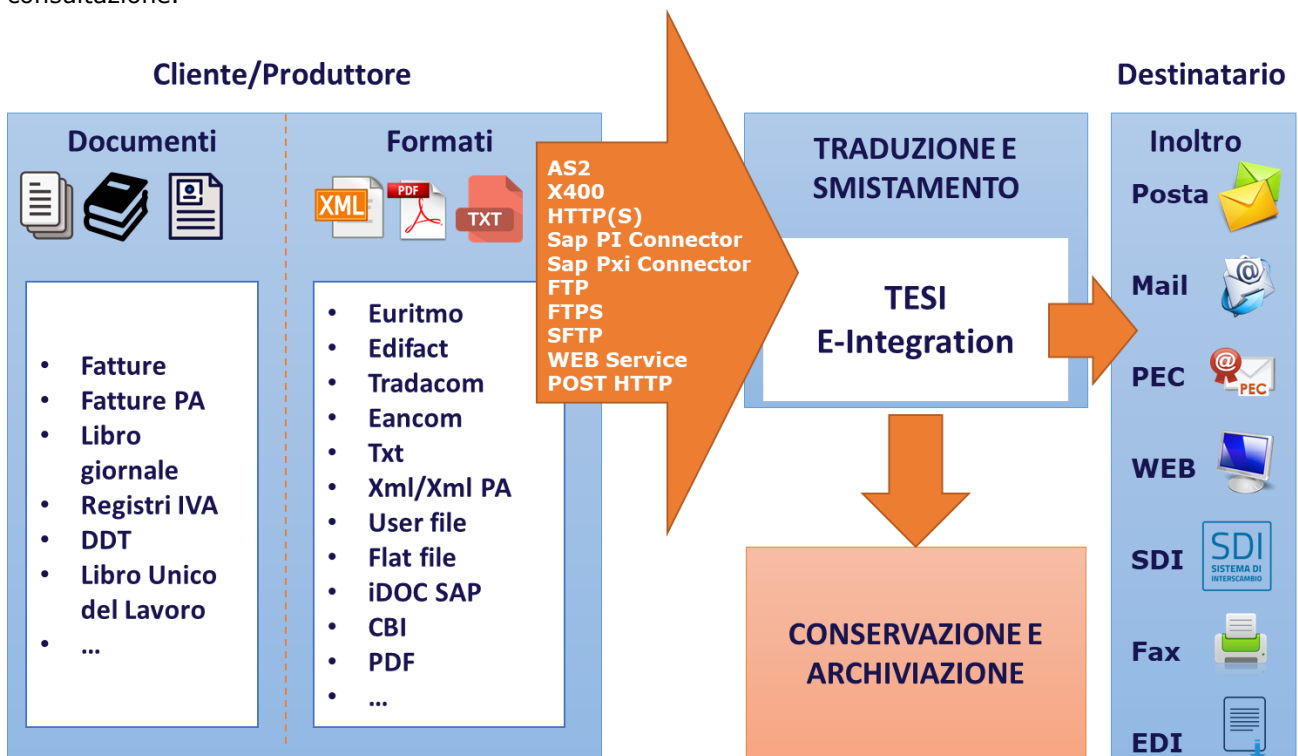 consultazione.
Cliente/Produttore
Documenti
Fatture
Fatture PA
Libro
giornale
Registri IVA
DDT
Libro Unico
del Lavoro
...
Formati
XML
PDF
TXT
Euritmo
Edifact
Tradacom
Eancom
Txt
Xml/Xml PA
User file
Flat file
iDOC SAP
CBI
PDF
...
AS2
X400
HTTP(S)
Sap PI Connector
Sap Pxi Connector
FTP
FTPS
SFTP
WEB Service
POST HTTP
TRADUZIONE E
SMISTAMENTO
TESI
E-Integration
CONSERVAZIONE E
ARCHIVIAZIONE
Destinatario
Inoltro
Posta
Mail
@
PEC
@
PEC
WEB
SDI
SDI
SISTEMA DI
INTERSCAMBIO
Fax
EDI